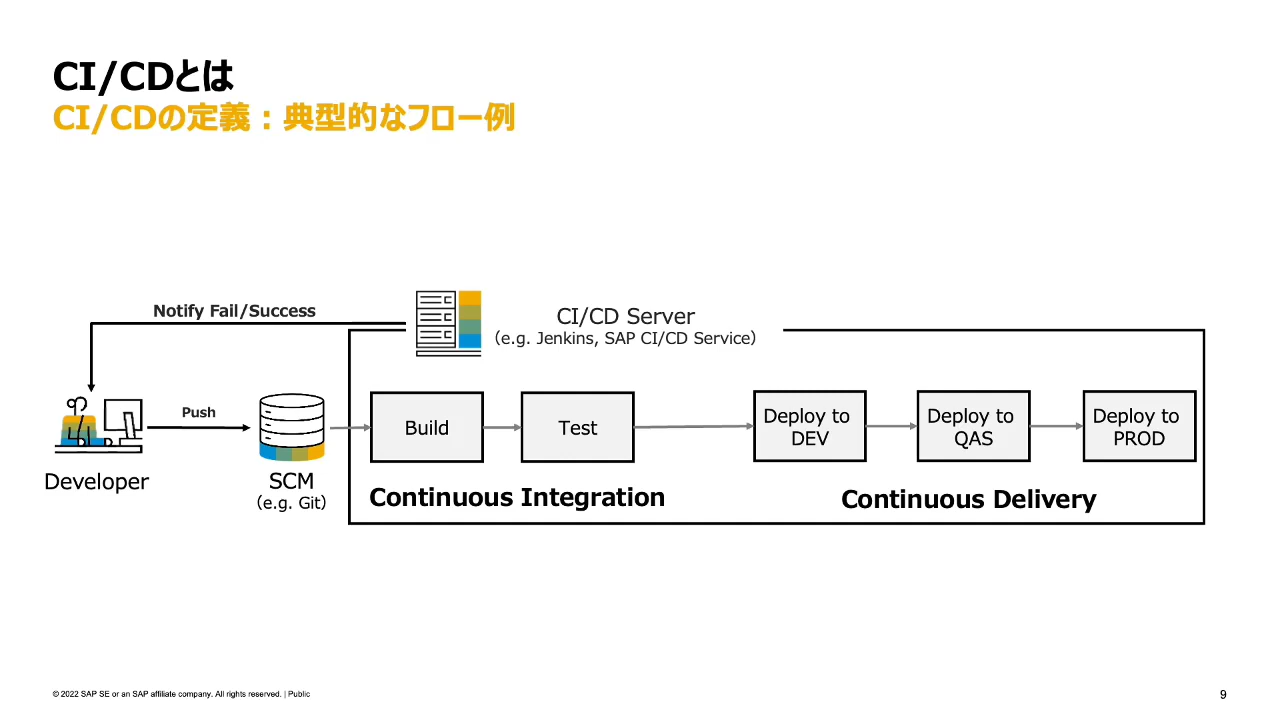 CI/CDとは
CI/CDの定義：典型的なフロー例
Notify Fail/Success
CI/CD Server
（e.g. Jenkins, SAP CI/CD Service）
Push
Developer
SCM
（e.g. Git）
Build
Test
Deploy to
DEV
Deploy to
QAS
Deploy to
PROD
Continuous Integration
Continuous Delivery
© 2022 SAP SE or an SAP affiliate company. All rights reserved. | Public
9